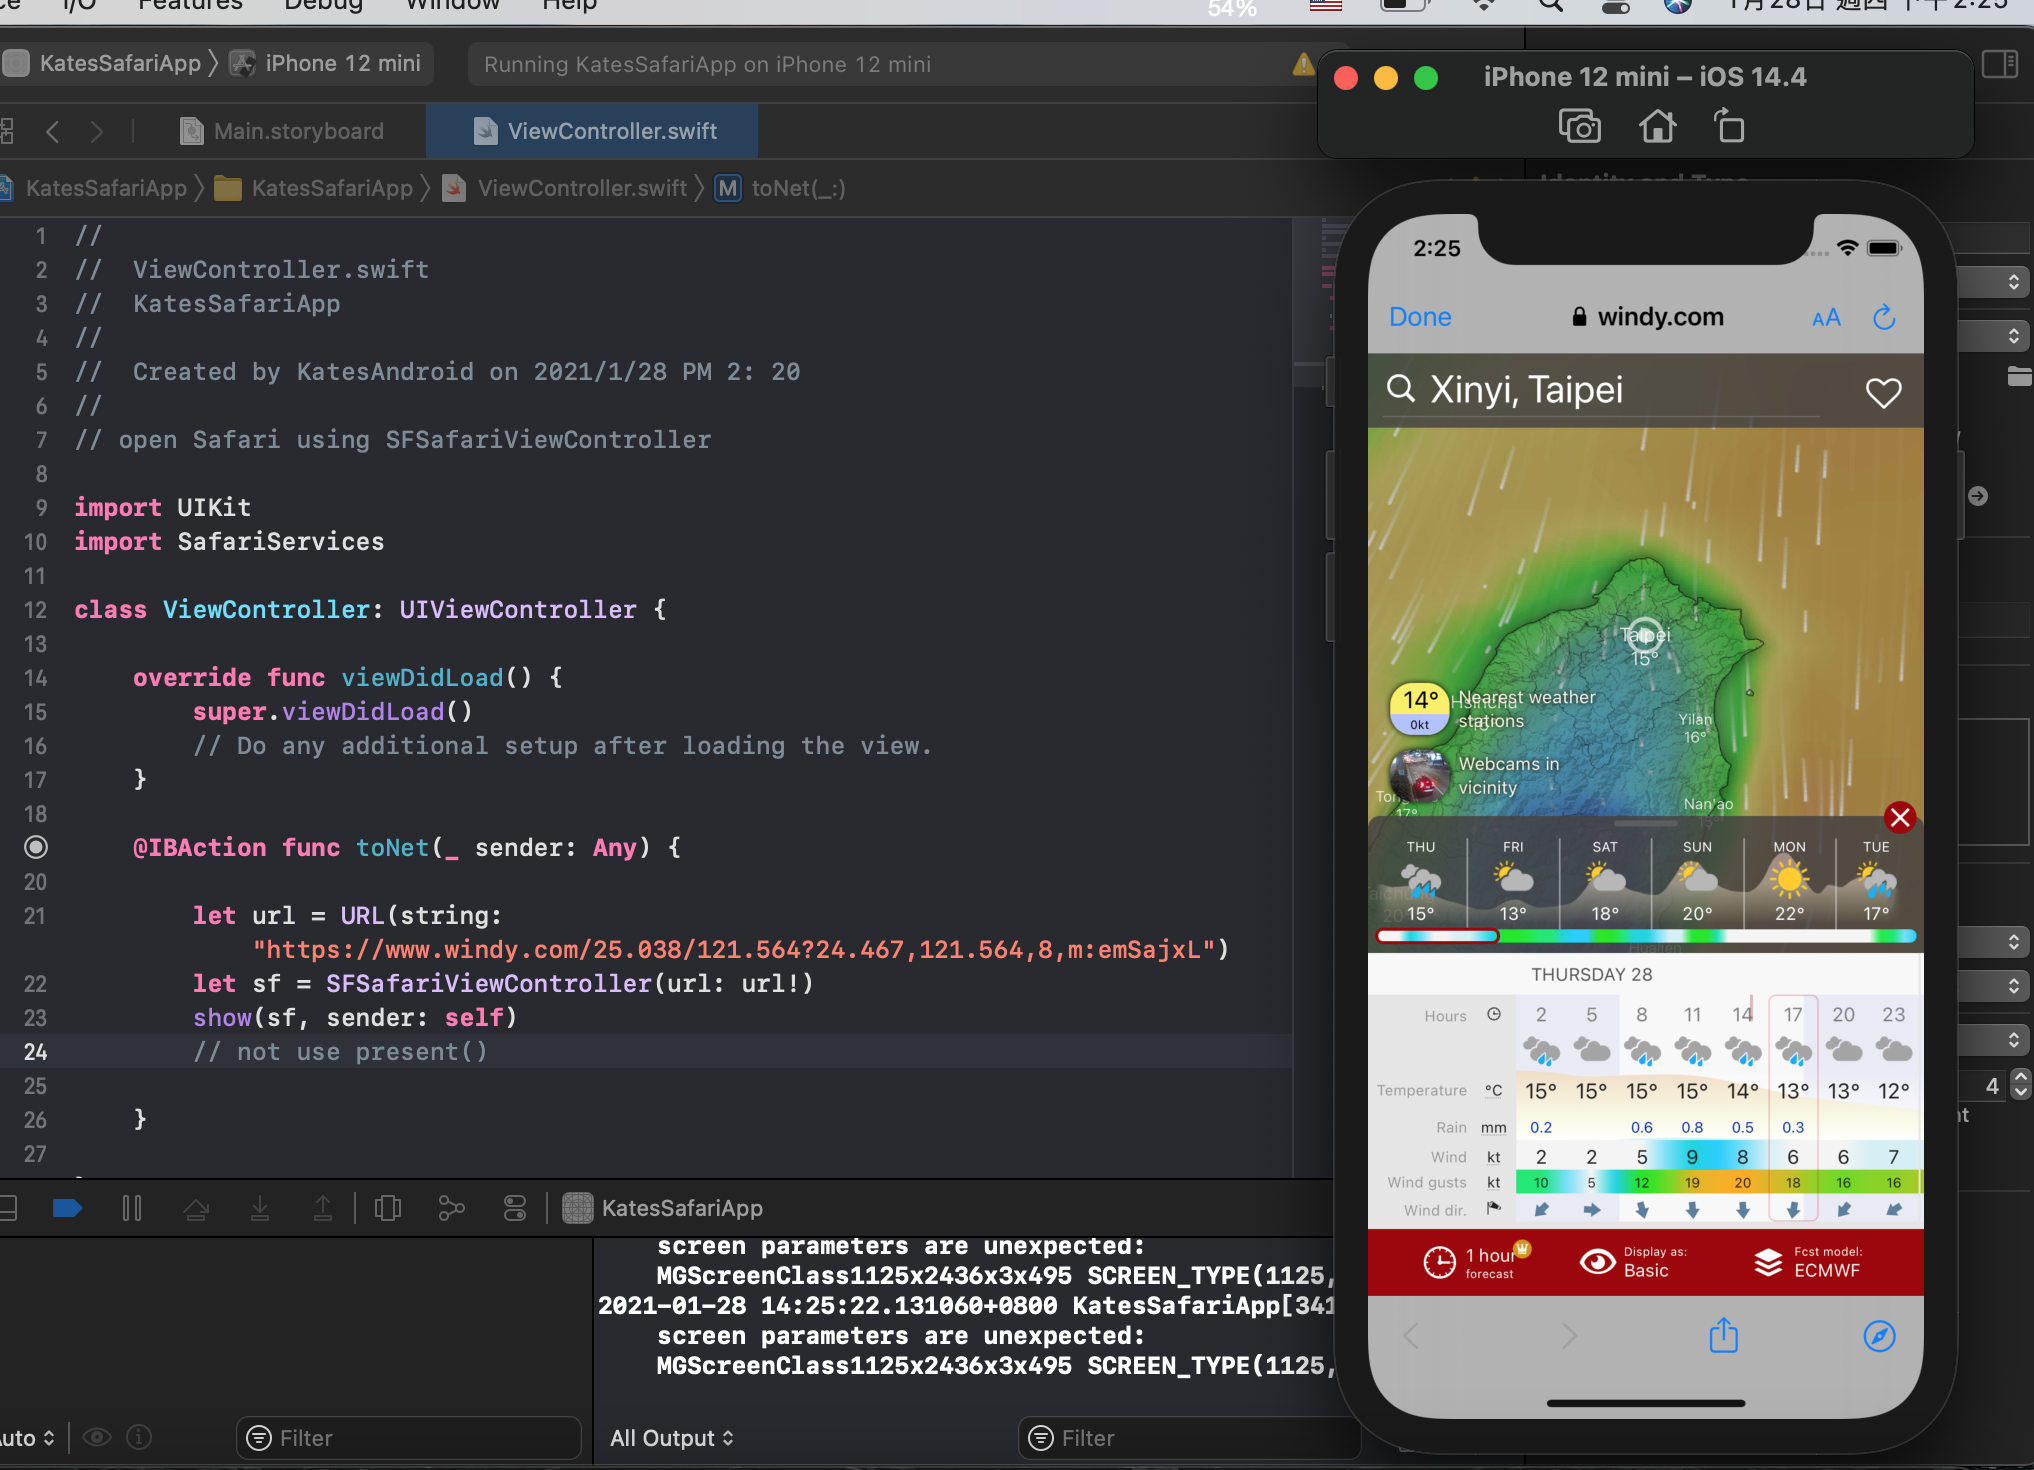 I/O Features Debug Window Help 54% 1月28日 週四 下午2:25
KatesSafariApp iPhone 12 mini
Running KatesSafariApp on iPhone 12 mini
Main.storyboard ViewController.swift
KatesSafariApp KatesSafariApp ViewController.swift M toNet(_:)
1 //
2 //  ViewController.swift
3 //  KatesSafariApp
4 //
5 //  Created by KatesAndroid on 2021/1/28 PM 2: 20
6 //
7 // open Safari using SFSafariViewController
8
9 import UIKit
10 import SafariServices
11
12 class ViewController: UIViewController {
13
14     override func viewDidLoad() {
15         super.viewDidLoad()
16         // Do any additional setup after loading the view.
17     }
18
@IBAction func toNet(_ sender: Any) {
20
21         let url = URL(string:
"https://www.windy.com/25.038/121.564?24.467,121.564,8,m:emSajxL")
22         let sf = SFSafariViewController(url: url!)
23         show(sf, sender: self)
24         // not use present()
25
26     }
27
KatesSafariApp
screen parameters are unexpected:
MGScreenClass1125x2436x3x495 SCREEN_TYPE(1125,
2021-01-28 14:25:22.131060+0800 KatesSafariApp[341
screen parameters are unexpected:
MGScreenClass1125x2436x3x495 SCREEN_TYPE(1125,
Filter
All Output
Filter
iPhone 12 mini – iOS 14.4
Identity and Type
4
2:25
Done windy.com AA
Xinyi, Taipei
Taipei
15°
14°
0kt
Nearest weather
stations
Hsinchu
Yilan
16°
Webcams in
vicinity
17°
Nan'ao
THU FRI SAT SUN MON TUE
15° 13° 18° 20° 22° 17°
Hualien
THURSDAY 28
Hours 2 5 8 11 14 17 20 23
Temperature °C 15° 15° 15° 15° 14° 13° 13° 12°
Rain mm 0.2 0.6 0.8 0.5 0.3
Wind kt 2 2 5 9 8 6 6 7
Wind gusts kt 10 5 12 19 20 18 16 16
Wind dir.
1 hour
forecast
Display as:
Basic
Fcst model:
ECMWF